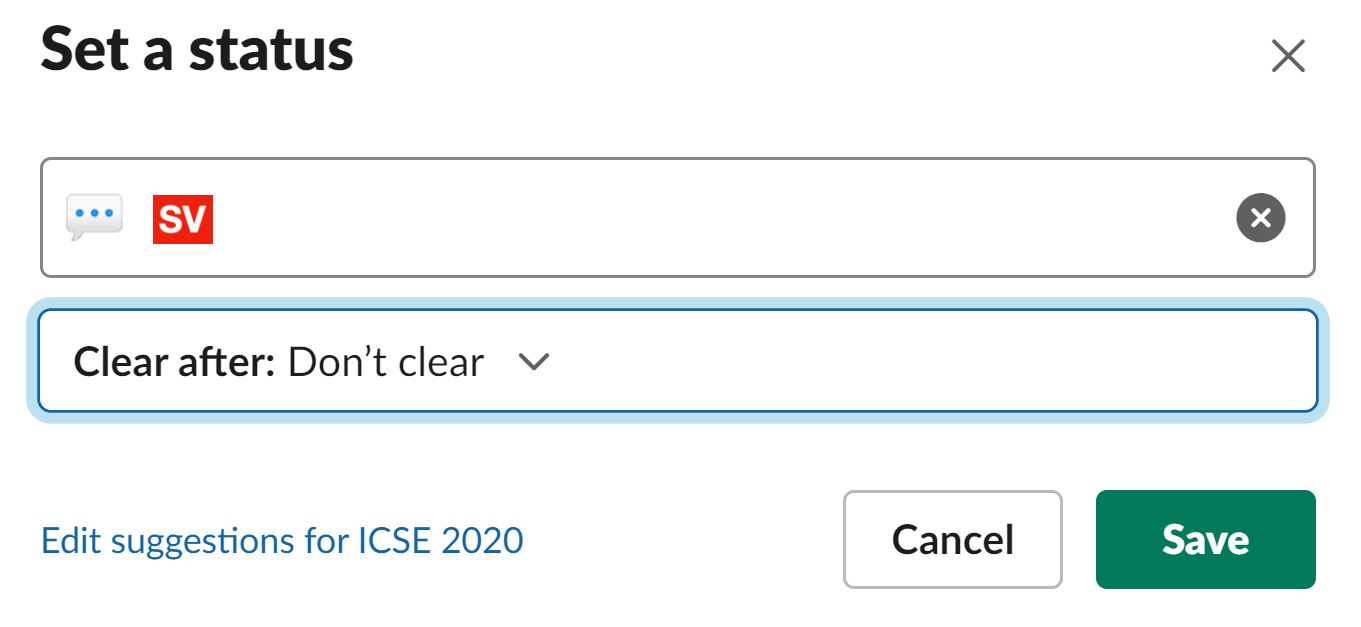 Set a status
SV
Clear after: Don’t clear
Edit suggestions for ICSE 2020
Cancel
Save